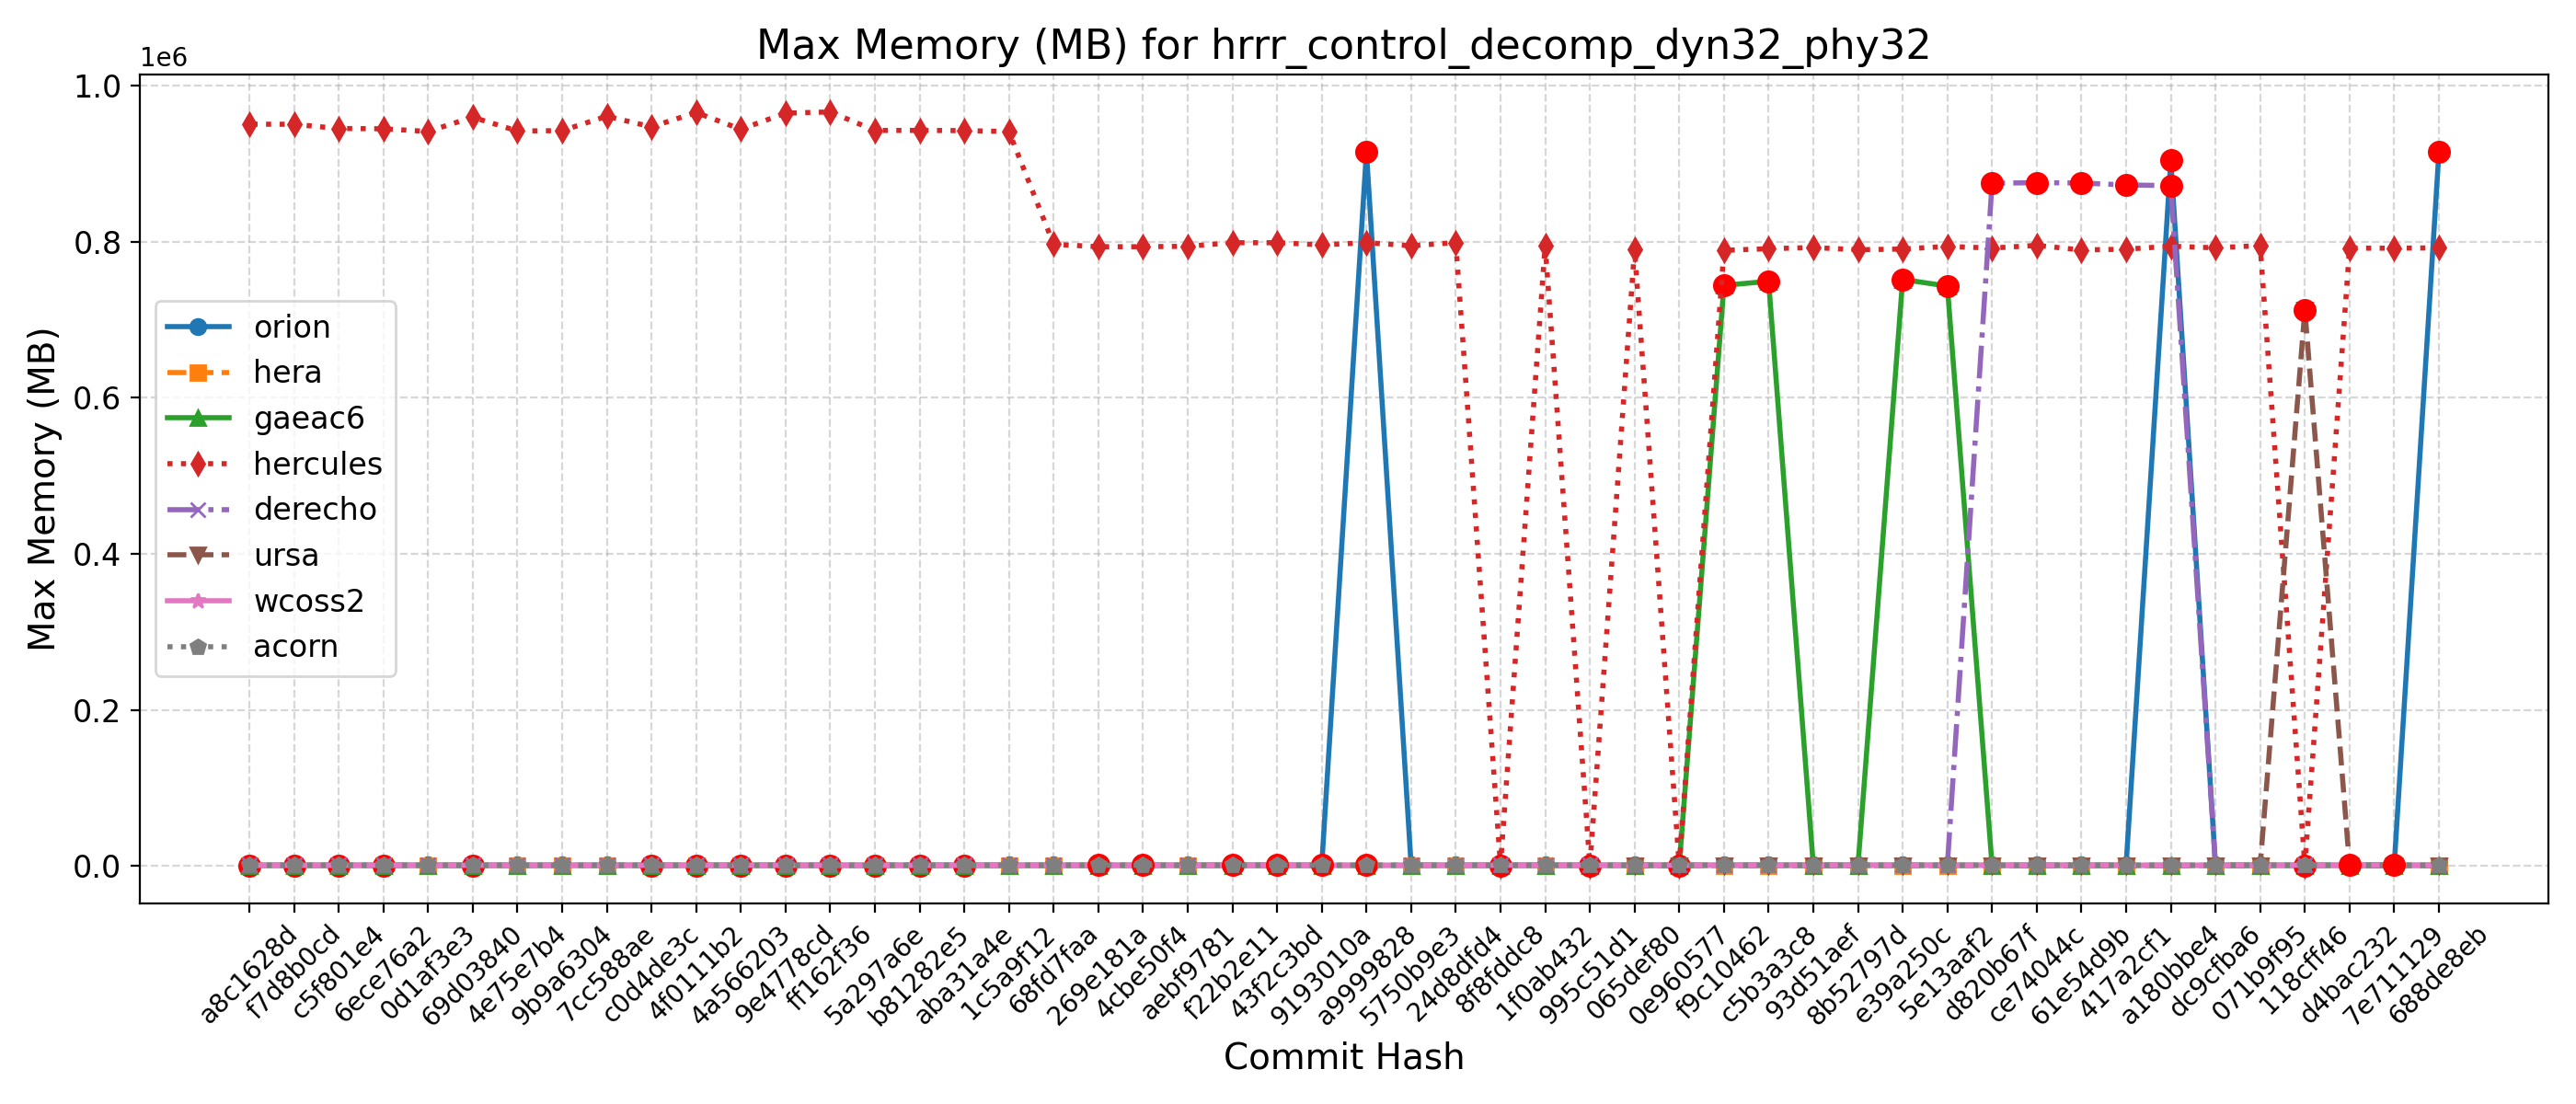 Max Memory (MB) for hrrr_control_decomp_dyn32_phy32
1e6
1.0
0.8
0.6
0.4
0.2
0.0
Max Memory (MB)
orion
hera
gaeac6
hercules
derecho
ursa
wcoss2
acorn
a8c1628d
f7d8b0cd
c5f801e4
6ece76a2
0d1af3e3
69d03840
4e75e7b4
9b9a6304
7cc588ae
c0d4de3c
4f0111b2
4a566203
9e4778cd
ff162f36
5a297a6e
b81282e5
aba31a4e
1c5a9f12
68fd7faa
269e181a
4cbe50f4
aebf9781
f22b2e11
43f2c3bd
9193010a
a9999828
5750b9e3
24d8dfd4
8f8fddc8
1f0ab432
995c51d1
065def80
0e960577
f9c10462
c5b3a3c8
93d51aef
8b52797d
e39a250c
5e13aaf2
d820b67f
ce74044c
61e54d9b
417a2cf1
a180bbe4
dc9cfba6
071b9f95
118cff46
d4bac232
7e711129
688de8eb
Commit Hash